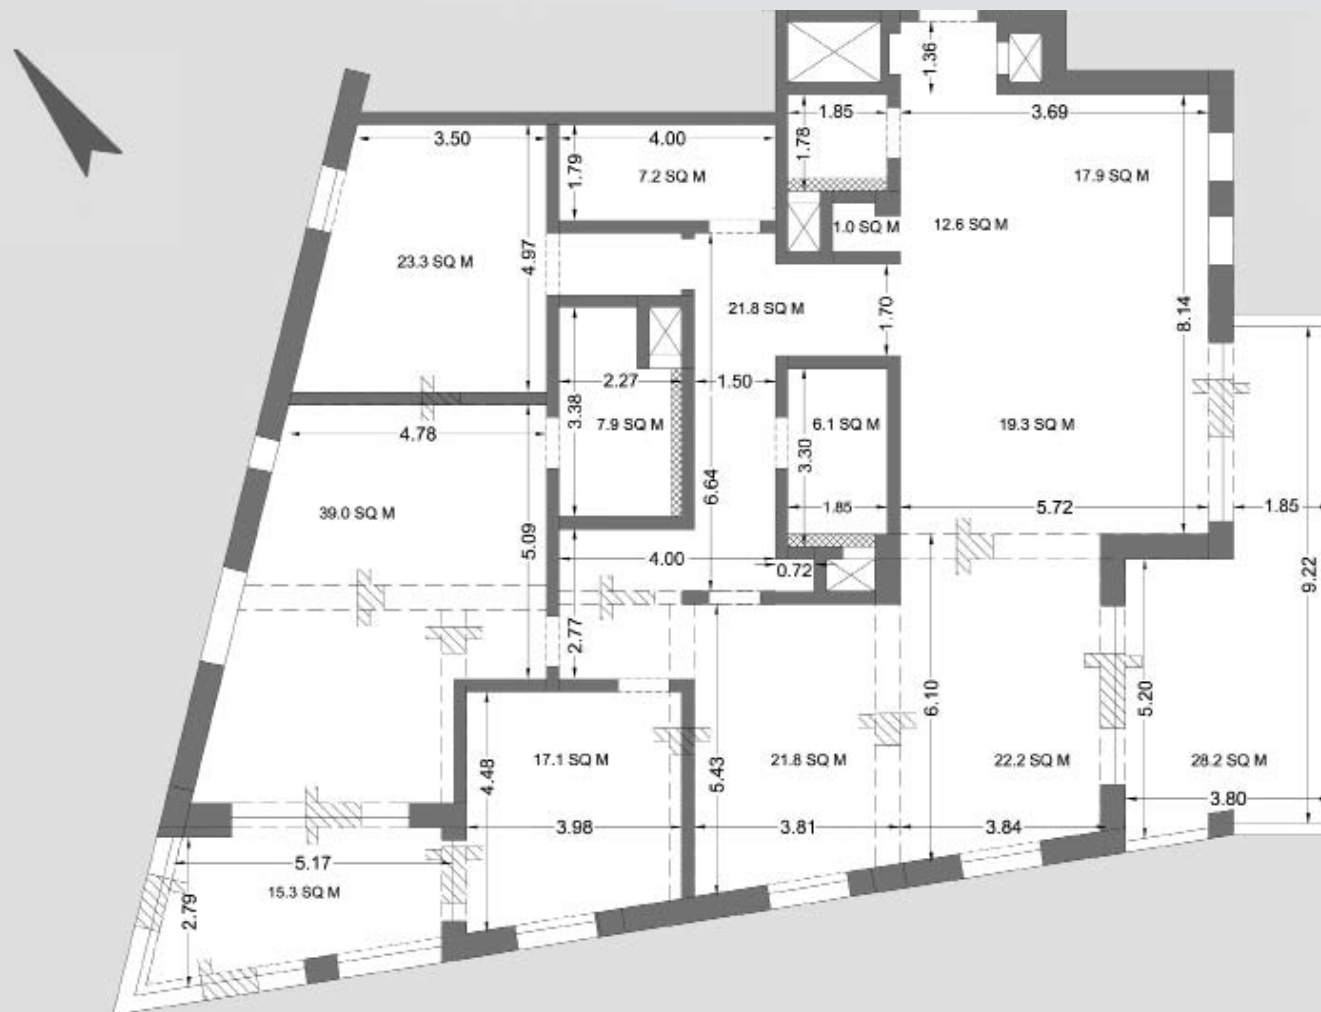 1.36
1.85
3.69
3.50
4.00
1.78
1.79
7.2 SQ M
17.9 SQ M
1.0 SQ M
12.6 SQ M
23.3 SQ M
4.97
21.8 SQ M
1.70
8.14
2.27
1.50
3.38
7.9 SQ M
6.1 SQ M
19.3 SQ M
4.78
3.30
6.64
39.0 SQ M
1.85
5.72
1.85
5.09
4.00
0.72
9.22
2.77
6.10
5.20
17.1 SQ M
21.8 SQ M
22.2 SQ M
28.2 SQ M
4.48
5.43
3.80
3.98
3.81
3.84
5.17
15.3 SQ M
2.79